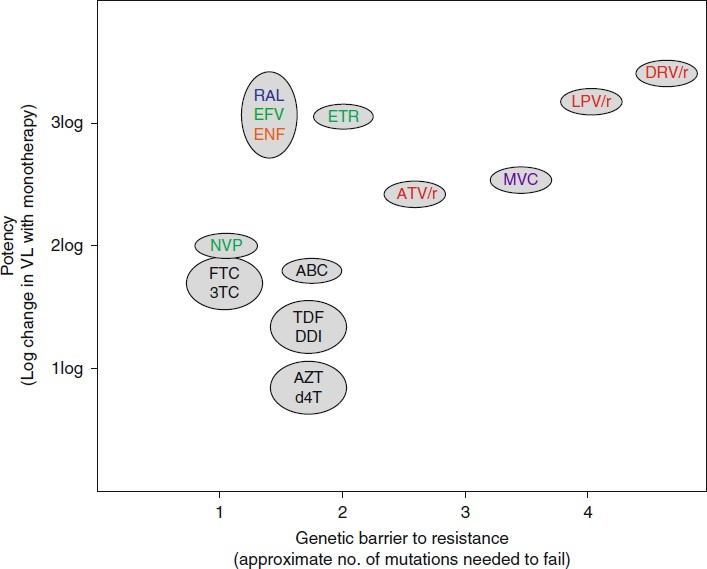 Potency
(Log change in VL with monotherapy)
3log
2log
1log
RAL
EFV
ENF
ETR
DRV/r
LPV/r
ATV/r
MVC
NVP
FTC
3TC
ABC
TDF
DDI
AZT
d4T
1
2
3
4
Genetic barrier to resistance
(approximate no. of mutations needed to fail)